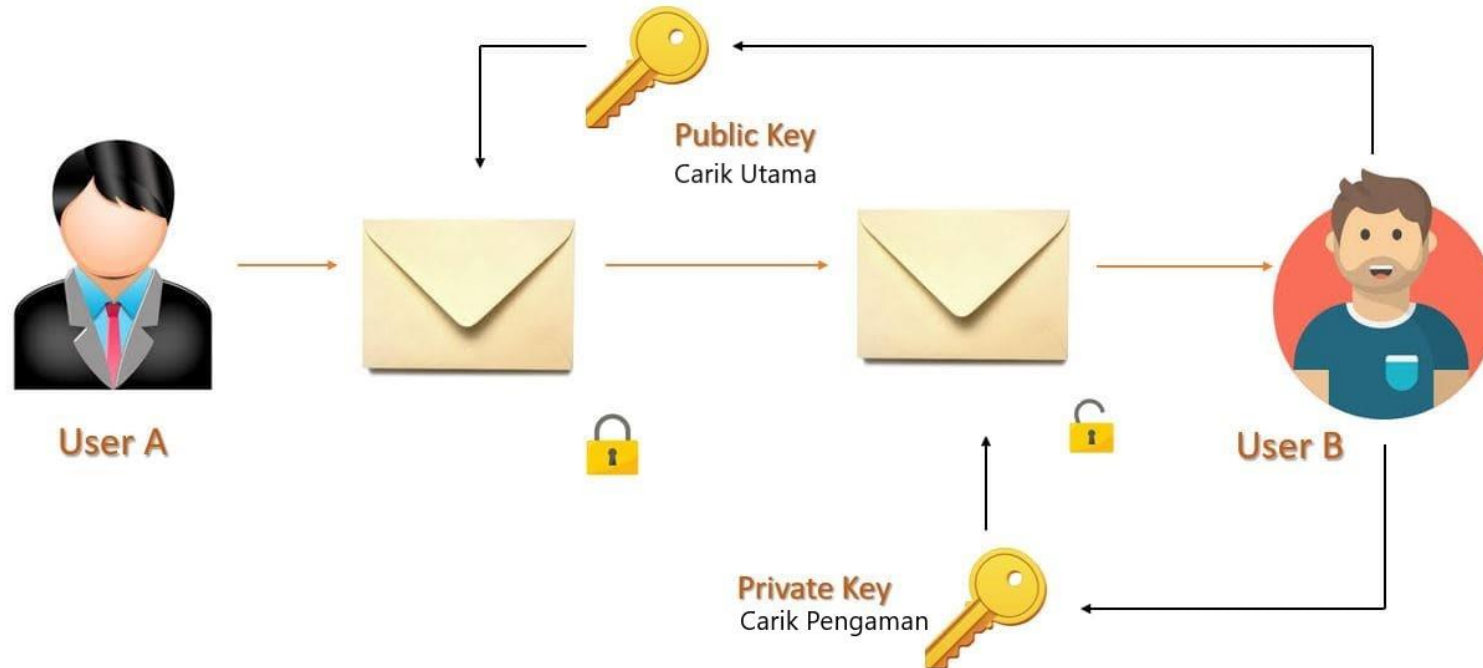 Public Key
Carik Utama
User A
User B
Private Key
Carik Pengaman